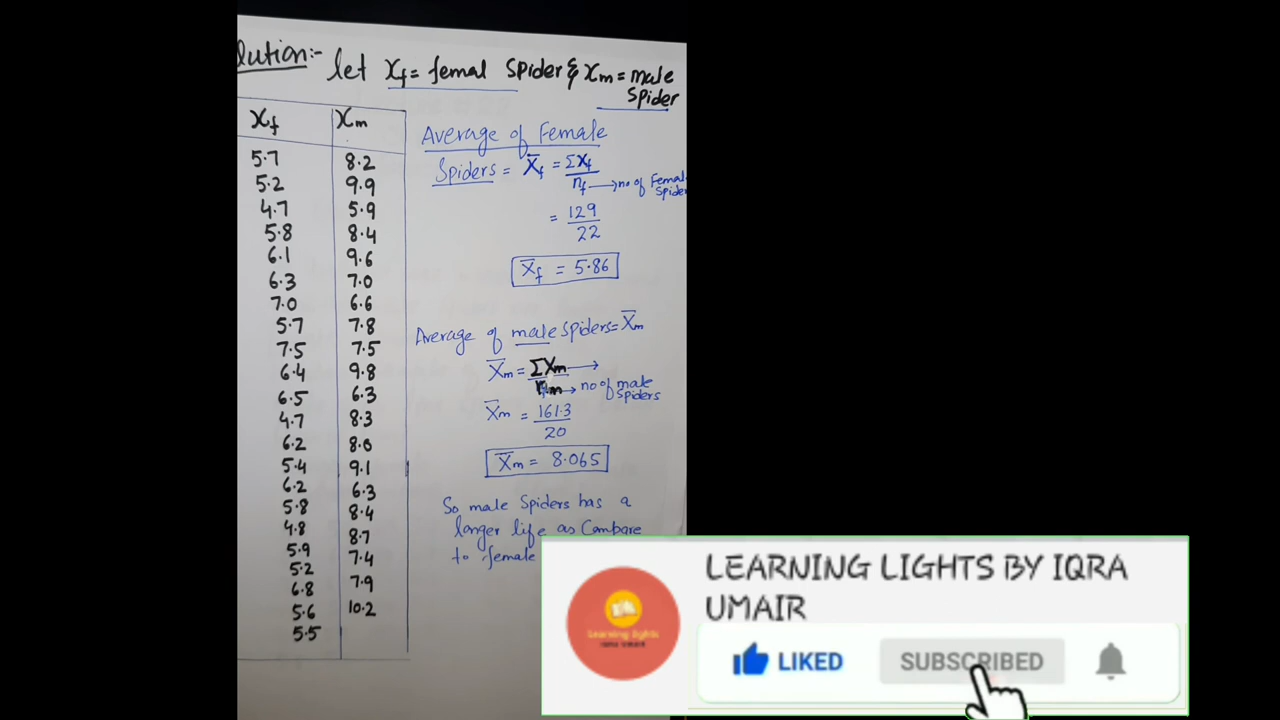 lution:- let Xf = femal Spider & Xm = male
Spider
Xf Xm
5.7 8.2
5.2 9.9
4.7 5.9
5.8 8.4
6.1 9.6
6.3 7.0
7.0 6.6
5.7 7.8
7.5 7.5
6.4 9.8
6.5 6.3
4.7 8.3
6.2 8.0
5.4 9.1
6.2 6.3
5.8 8.4
4.8 8.7
5.9 7.4
5.2 7.9
6.8 10.2
5.6
5.5
Average of Female
Spiders = X̄f = ΣXf
nf → no of Femal
Spider
= 129
22
X̄f = 5.86
Average of male Spiders = X̄m
X̄m = ΣXm →
nm → no of male
Spiders
X̄m = 161.3
20
X̄m = 8.065
So male Spiders has a
longer life as Compare
to female
LEARNING LIGHTS BY IQRA
UMAIR
Learning lights
IQRA UMAIR
LIKED SUBSCRIBED